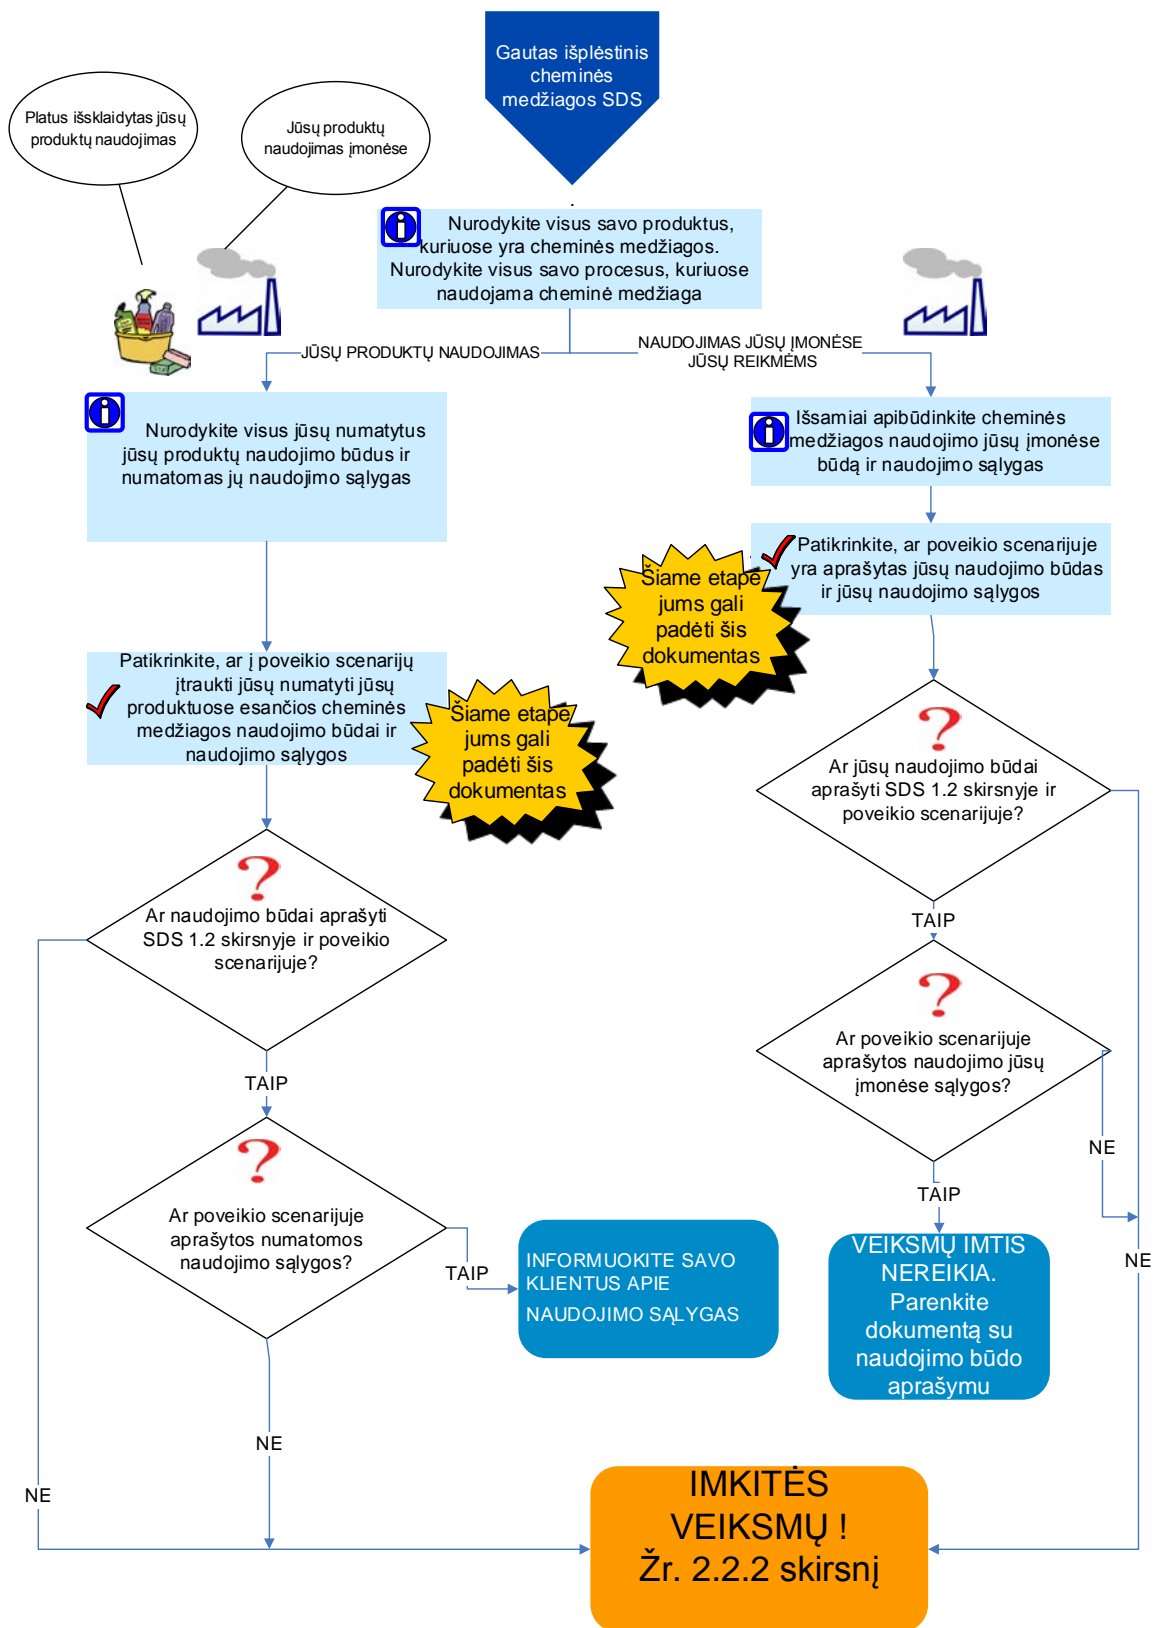 Gautas išplėstinis
cheminės
medžiagos SDS
Platus išsklaidytas jūsų
produktų naudojimas
Jūsų produktų
naudojimas įmonėse
Nurodykite visus savo produktus,
kuriuose yra cheminės medžiagos.
Nurodykite visus savo procesus, kuriuose
naudojama cheminė medžiaga
JŪSŲ PRODUKTŲ NAUDOJIMAS
NAUDOJIMAS JŪSŲ ĮMONĖSE
JŪSŲ REIKMĖMS
Nurodykite visus jūsų numatytus
jūsų produktų naudojimo būdus ir
numatomas jų naudojimo sąlygas
Išsamiai apibūdinkite cheminės
medžiagos naudojimo jūsų įmonėse
būdą ir naudojimo sąlygas
Patikrinkite, ar poveikio scenarijuje
yra aprašytas jūsų naudojimo būdas
ir jūsų naudojimo sąlygos
Šiame etape
jums gali
padėti šis
dokumentas
Patikrinkite, ar į poveikio scenarijų
įtraukti jūsų numatyti jūsų
produktuose esančios cheminės
medžiagos naudojimo būdai ir
naudojimo sąlygos
Šiame etape
jums gali
padėti šis
dokumentas
Ar jūsų naudojimo būdai
aprašyti SDS 1.2 skirsnyje ir
poveikio scenarijuje?
TAIP
Ar naudojimo būdai aprašyti
SDS 1.2 skirsnyje ir poveikio
scenarijuje?
TAIP
Ar poveikio scenarijuje
aprašytos naudojimo jūsų
įmonėse sąlygos?
NE
TAIP
Ar poveikio scenarijuje
aprašytos numatomos
naudojimo sąlygos?
TAIP
INFORMUOKITE SAVO
KLIENTUS APIE
NAUDOJIMO SĄLYGAS
VEIKSMŲ IMTIS
NEREIKIA.
Parenkite
dokumentą su
naudojimo būdo
aprašymu
NE
NE
NE
IMKITĖS
VEIKSMŲ !
Žr. 2.2.2 skirsnį